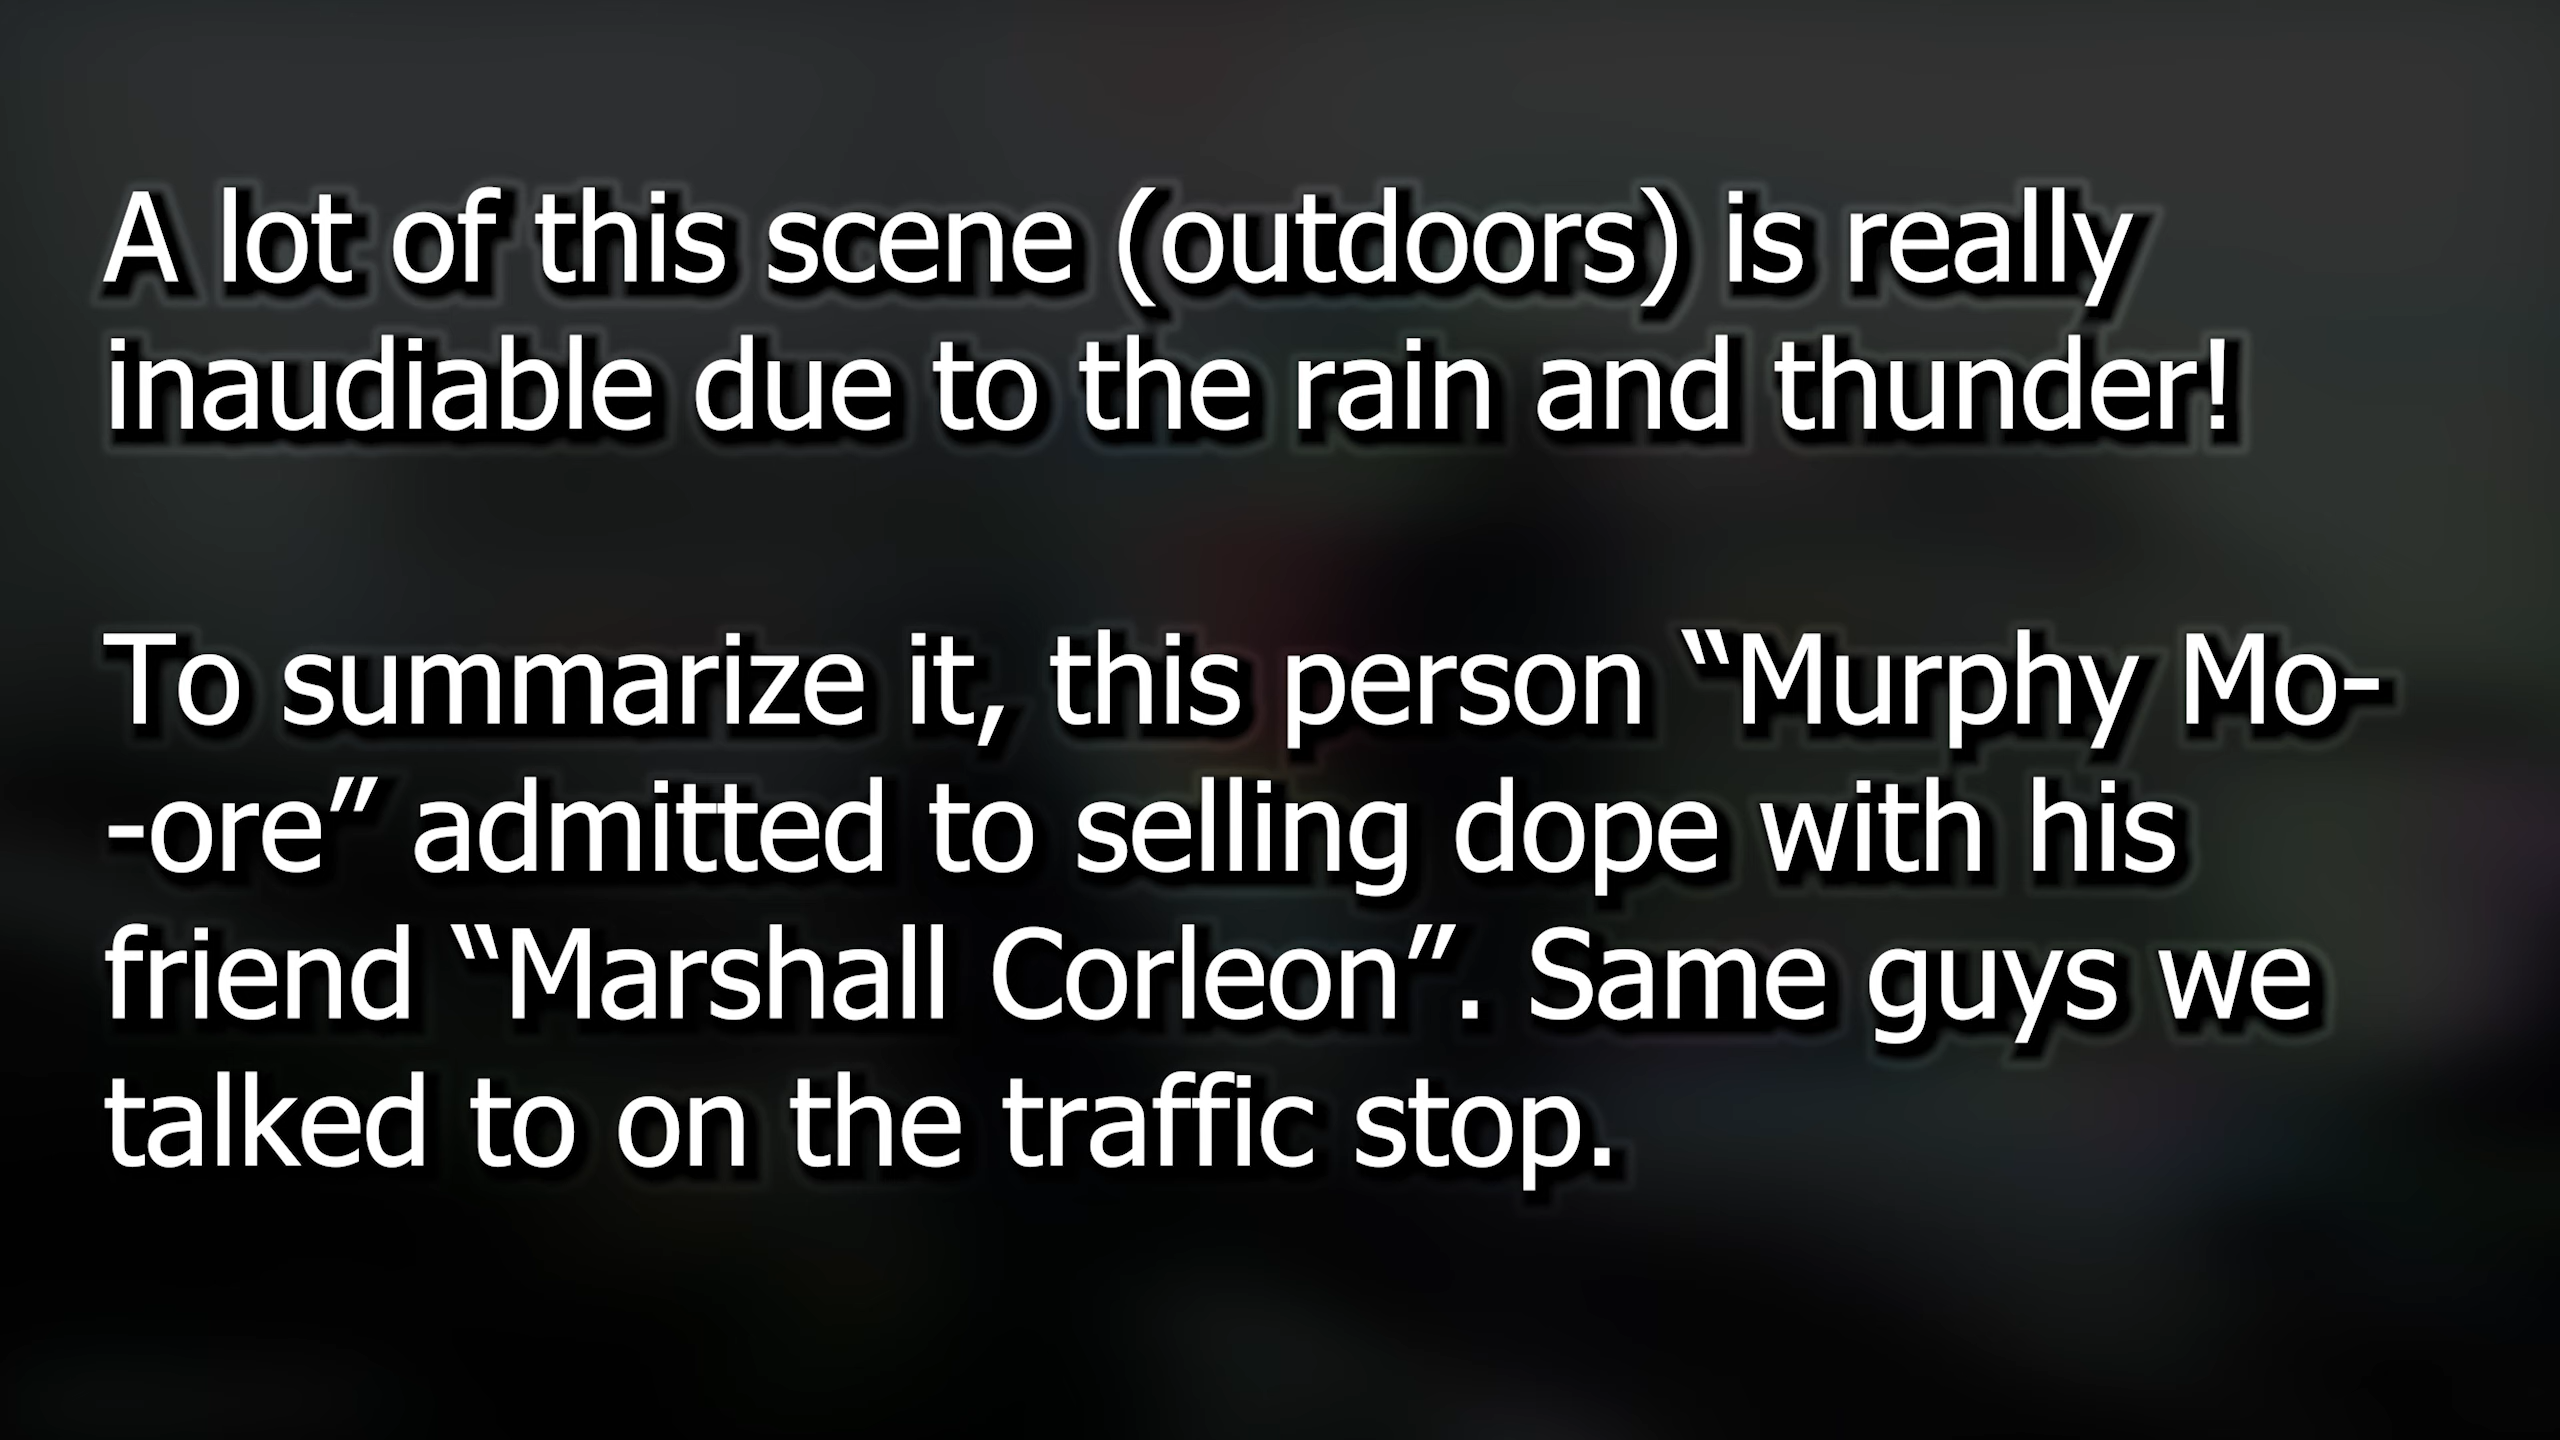 A lot of this scene (outdoors) is really
inaudiable due to the rain and thunder!
To summarize it, this person “Murphy Mo-
-ore” admitted to selling dope with his
friend “Marshall Corleon”. Same guys we
talked to on the traffic stop.